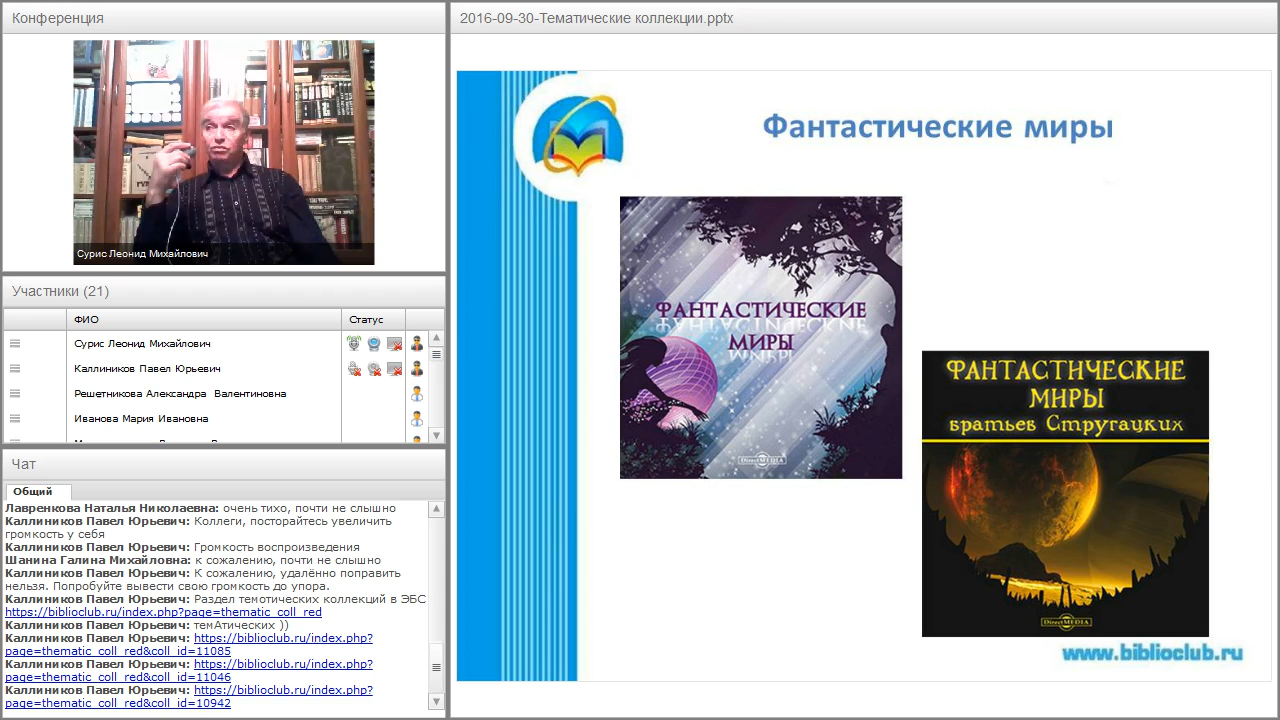 Конференция
Сурис Леонид Михайлович
Участники (21)
ФИО
Статус
Сурис Леонид Михайлович
Каллиников Павел Юрьевич
Решетникова Александра Валентиновна
Иванова Мария Ивановна
Чат
Общий
Лавренкова Наталья Николаевна: очень тихо, почти не слышно
Каллиников Павел Юрьевич: Коллеги, посторайтесь увеличить
громкость у себя
Каллиников Павел Юрьевич: Громкость воспроизведения
Шанина Галина Михайловна: к сожалению, почти не слышно
Каллиников Павел Юрьевич: К сожалению, удалённо поправить
нельзя. Попробуйте вывести свою громкость до упора.
Каллиников Павел Юрьевич: Раздел темотических коллекций в ЭБС
https://biblioclub.ru/index.php?page=thematic_coll_red
Каллиников Павел Юрьевич: темАтических ))
Каллиников Павел Юрьевич: https://biblioclub.ru/index.php?
page=thematic_coll_red&coll_id=11085
Каллиников Павел Юрьевич: https://biblioclub.ru/index.php?
page=thematic_coll_red&coll_id=11046
Каллиников Павел Юрьевич: https://biblioclub.ru/index.php?
page=thematic_coll_red&coll_id=10942
2016-09-30-Тематические коллекции.pptx
Фантастические миры
ФАНТАСТИЧЕСКИЕ
МИРЫ
DirectMEDIA
ФАНТАСТИЧЕСКИЕ
МИРЫ
братьев Стругацких
DirectMEDIA
www.biblioclub.ru